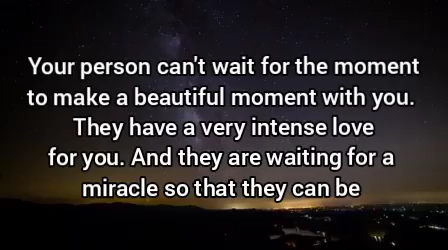 Your person can't wait for the moment
to make a beautiful moment with you.
They have a very intense love
for you. And they are waiting for a
miracle so that they can be